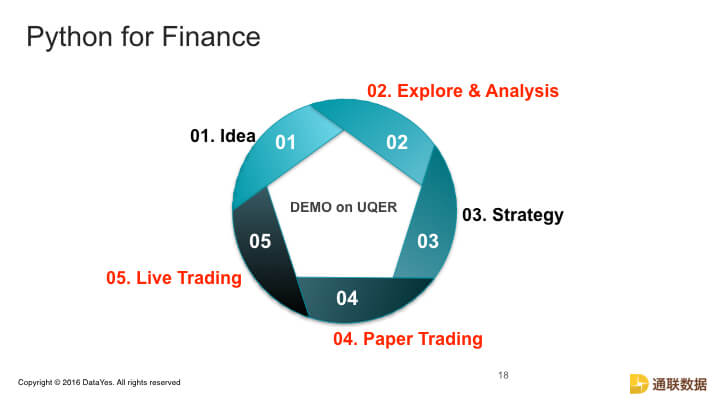 Python for Finance
02. Explore & Analysis
01. Idea
01
02
DEMO on UQER
03. Strategy
05
03
05. Live Trading
04
04. Paper Trading
18
Copyright © 2016 DataYes. All rights reserved
通联数据